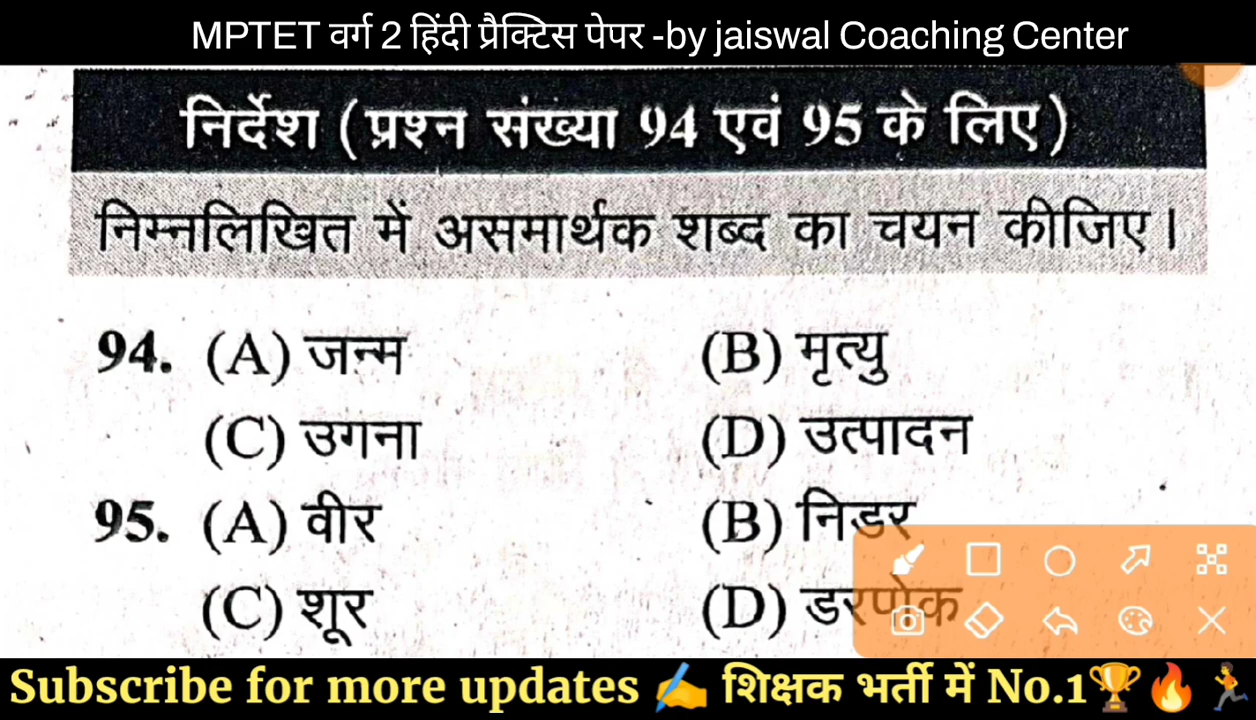 MPTET वर्ग 2 हिंदी प्रैक्टिस पेपर -by jaiswal Coaching Center
निर्देश (प्रश्न संख्या 94 एवं 95 के लिए)
निम्नलिखित में असमार्थक शब्द का चयन कीजिए।
94. (A) जन्म (B) मृत्यु
(C) उगना (D) उत्पादन
95. (A) वीर (B) निडर
(C) शूर (D) डरपोक
Subscribe for more updates ✍️ शिक्षक भर्ती में No.1🏆🔥🏃